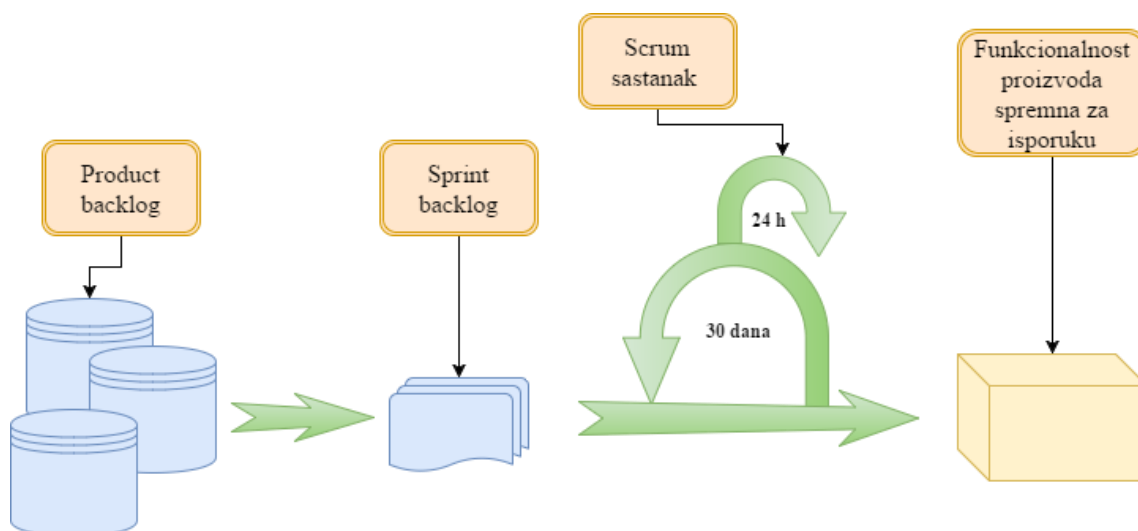 Product
backlog
Sprint
backlog
Scrum
sastanak
24 h
30 dana
Funkcionalnost
proizvoda
spremna za
isporuku